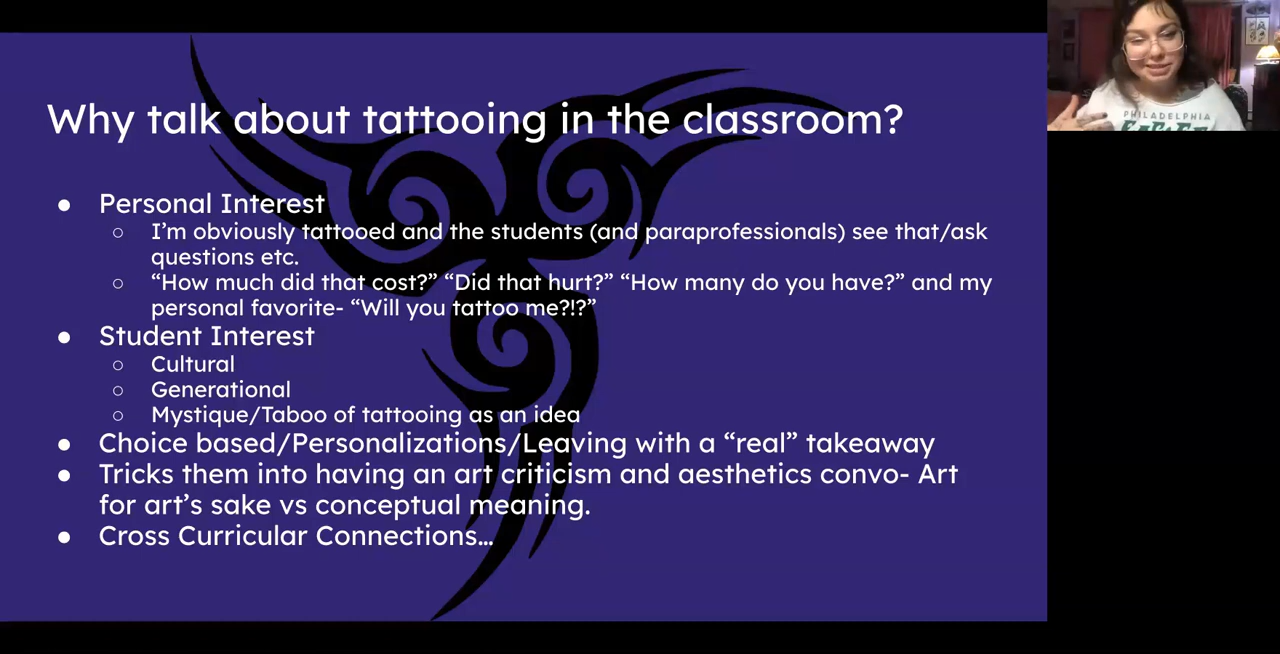 Why talk about tattooing in the classroom?
● Personal Interest
○ I’m obviously tattooed and the students (and paraprofessionals) see that/ask
questions etc.
○ “How much did that cost?” “Did that hurt?” “How many do you have?” and my
personal favorite- “Will you tattoo me?!?”
● Student Interest
○ Cultural
○ Generational
○ Mystique/Taboo of tattooing as an idea
● Choice based/Personalizations/Leaving with a “real” takeaway
● Tricks them into having an art criticism and aesthetics convo- Art
for art’s sake vs conceptual meaning.
● Cross Curricular Connections…
PHILADELPHIA